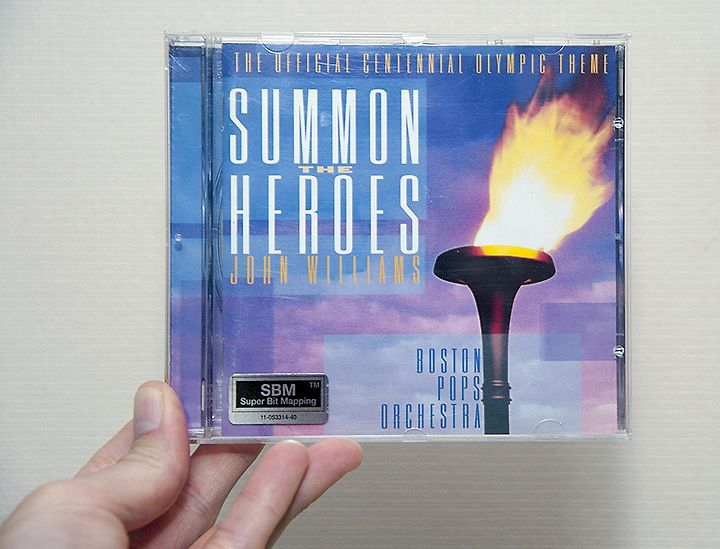 THE OFFICIAL CENTENNIAL OLYMPIC THEME
SUMMON
THE
HEROES
JOHN WILLIAMS
BOSTON
POPS
ORCHESTRA
SBM™
Super Bit Mapping
11-053314-40